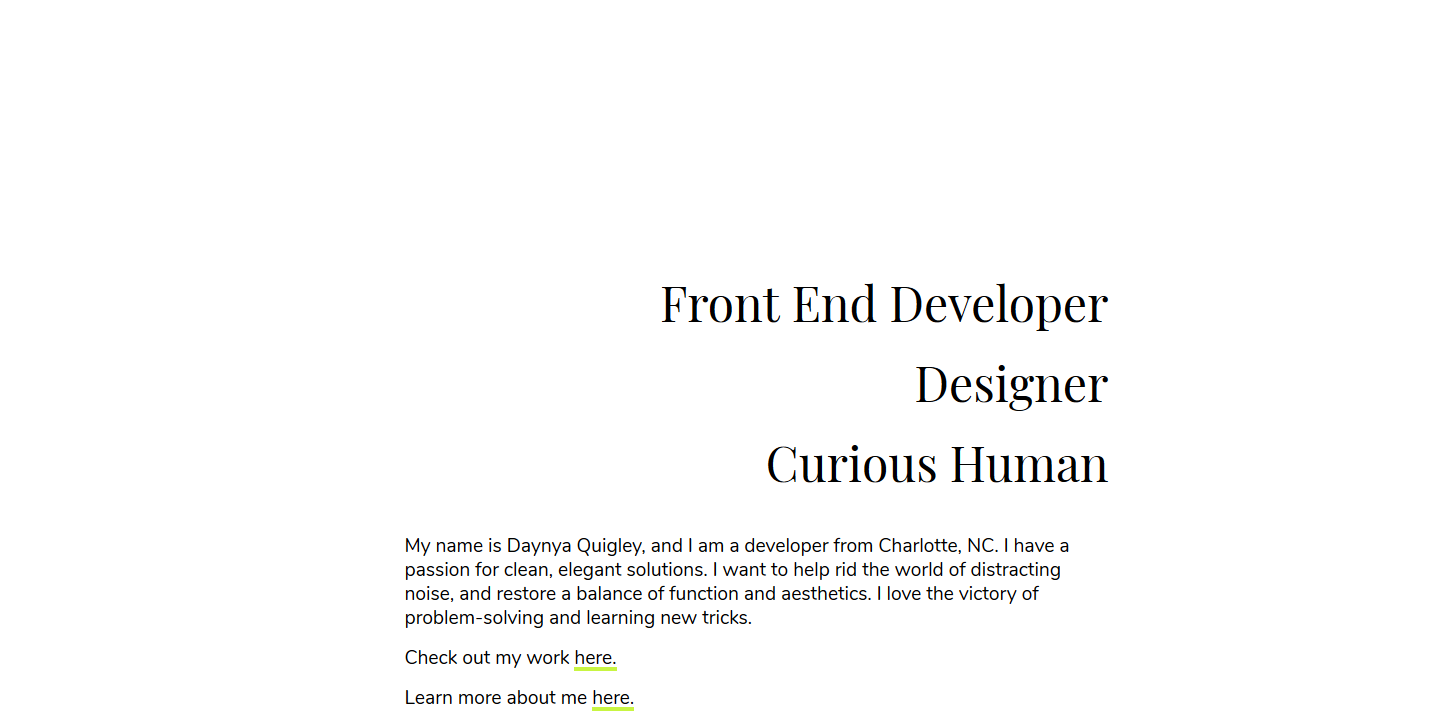 Front End Developer
Designer
Curious Human
My name is Daynya Quigley, and I am a developer from Charlotte, NC. I have a
passion for clean, elegant solutions. I want to help rid the world of distracting
noise, and restore a balance of function and aesthetics. I love the victory of
problem-solving and learning new tricks.
Check out my work here.
Learn more about me here.